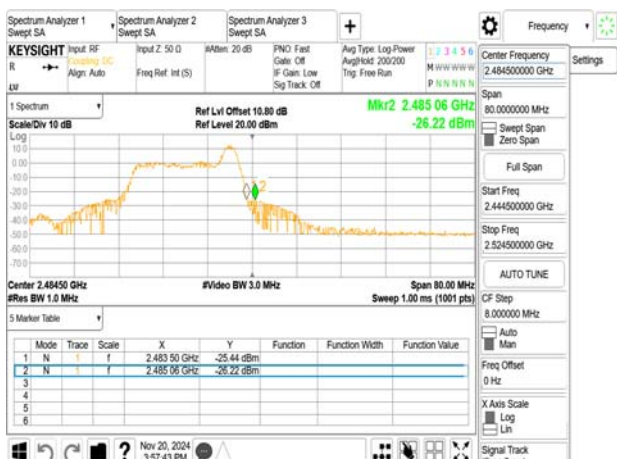 Spectrum Analyzer 1
Swept SA
Spectrum Analyzer 2
Swept SA
Spectrum Analyzer 3
Swept SA
+
Frequency
KEYSIGHT
R
Input: RF
Coupling: DC
Align: Auto
Input Z: 50 Ω
Freq Ref: Int (S)
#Atten: 20 dB
PNO: Fast
Gate: Off
IF Gain: Low
Sig Track: Off
Avg Type: Log-Power
Avg|Hold: 200/200
Trig: Free Run
1 2 3 4 5 6
M W W W W W
P N N N N N
1 Spectrum
Scale/Div 10 dB
Ref Lvl Offset 10.80 dB
Ref Level 20.00 dBm
Mkr2 2.485 06 GHz
-26.22 dBm
Log
10.0
0.00
-10.0
-20.0
-30.0
-40.0
-50.0
-60.0
-70.0
2
Center 2.48450 GHz
#Res BW 1.0 MHz
#Video BW 3.0 MHz
Span 80.00 MHz
Sweep 1.00 ms (1001 pts)
5 Marker Table
Mode Trace Scale X Y Function Function Width Function Value
1 N 1 f 2.483 50 GHz -25.44 dBm
2 N 1 f 2.485 06 GHz -26.22 dBm
3
4
5
6
Nov 20, 2024
3:57:43 PM
?
Center Frequency
2.484500000 GHz
Settings
Span
80.0000000 MHz
Swept Span
Zero Span
Full Span
Start Freq
2.444500000 GHz
Stop Freq
2.524500000 GHz
AUTO TUNE
CF Step
8.000000 MHz
Auto
Man
Freq Offset
0 Hz
X Axis Scale
Log
Lin
Signal Track